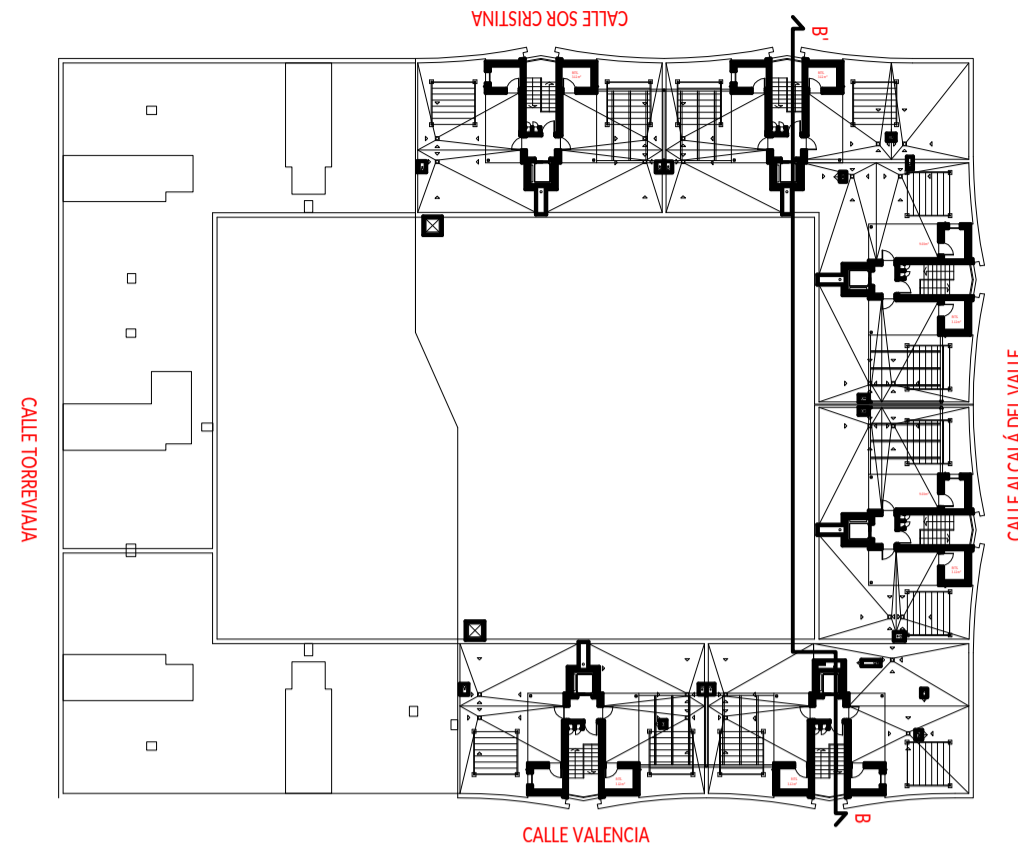 CALLE SOR CRISTINA
B'
CALLE TORREVIAJA
CALLE ALCALÁ DEL VALLE
B
CALLE VALENCIA